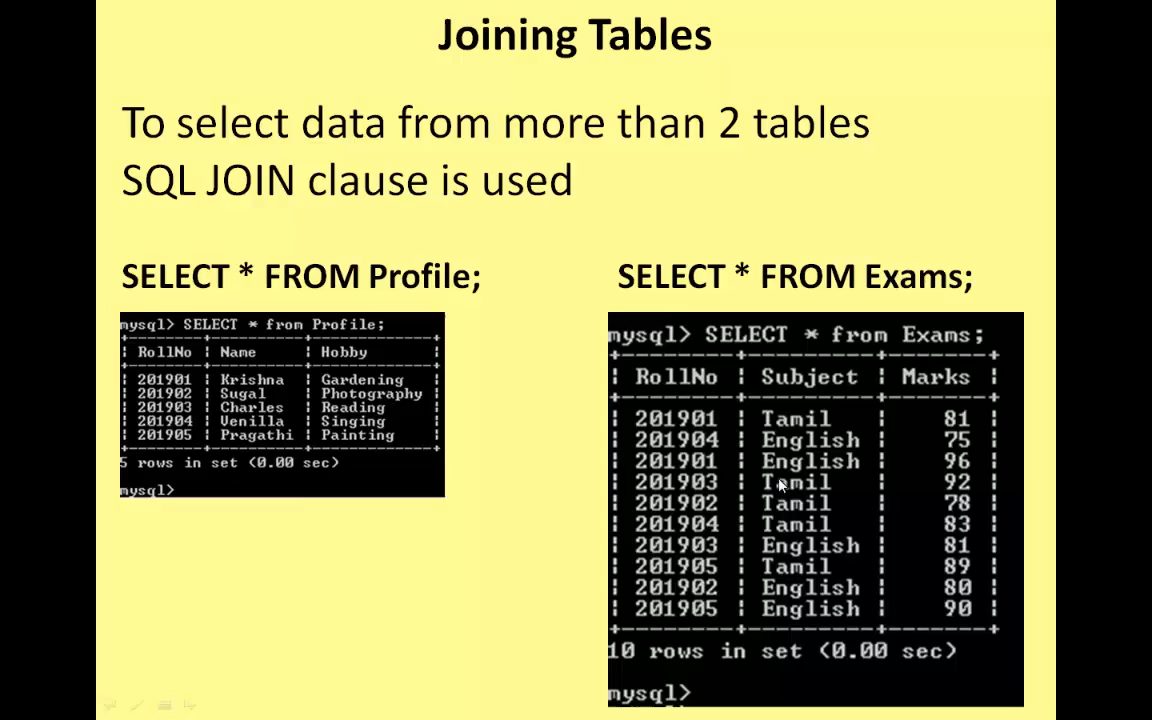 Joining Tables
To select data from more than 2 tables
SQL JOIN clause is used
SELECT * FROM Profile;
mysql> SELECT * from Profile;
| RollNo | Name | Hobby |
| 201901 | Krishna | Gardening |
| 201902 | Sugal | Photography |
| 201903 | Charles | Reading |
| 201904 | Venilla | Singing |
| 201905 | Pragathi | Painting |
5 rows in set (0.00 sec)
mysql>
SELECT * FROM Exams;
mysql> SELECT * from Exams;
| RollNo | Subject | Marks |
| 201901 | Tamil | 81 |
| 201904 | English | 75 |
| 201901 | English | 96 |
| 201903 | Tamil | 92 |
| 201902 | Tamil | 78 |
| 201904 | Tamil | 83 |
| 201903 | English | 81 |
| 201905 | Tamil | 89 |
| 201902 | English | 80 |
| 201905 | English | 90 |
10 rows in set (0.00 sec)
mysql>